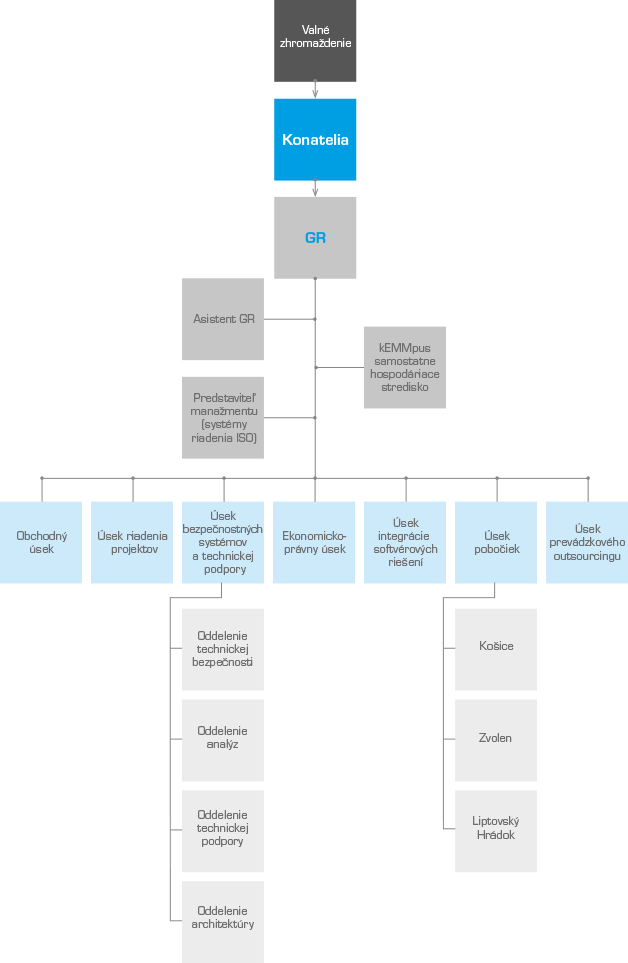 Valné
zhromaždenie
Konatelia
GR
Asistent GR
kEMMpus
samostatne
hospodáriace
stredisko
Predstaviteľ
manažmentu
(systémy
riadenia ISO)
Obchodný
úsek
Úsek riadenia
projektov
Úsek
bezpečnostných
systémov
a technickej
podpory
Ekonomicko-
právny úsek
Úsek
integrácie
softvérových
riešení
Úsek
pobočiek
Úsek
prevádzkového
outsourcingu
Oddelenie
technickej
bezpečnosti
Oddelenie
analýz
Oddelenie
technickej
podpory
Oddelenie
architektúry
Košice
Zvolen
Liptovský
Hrádok